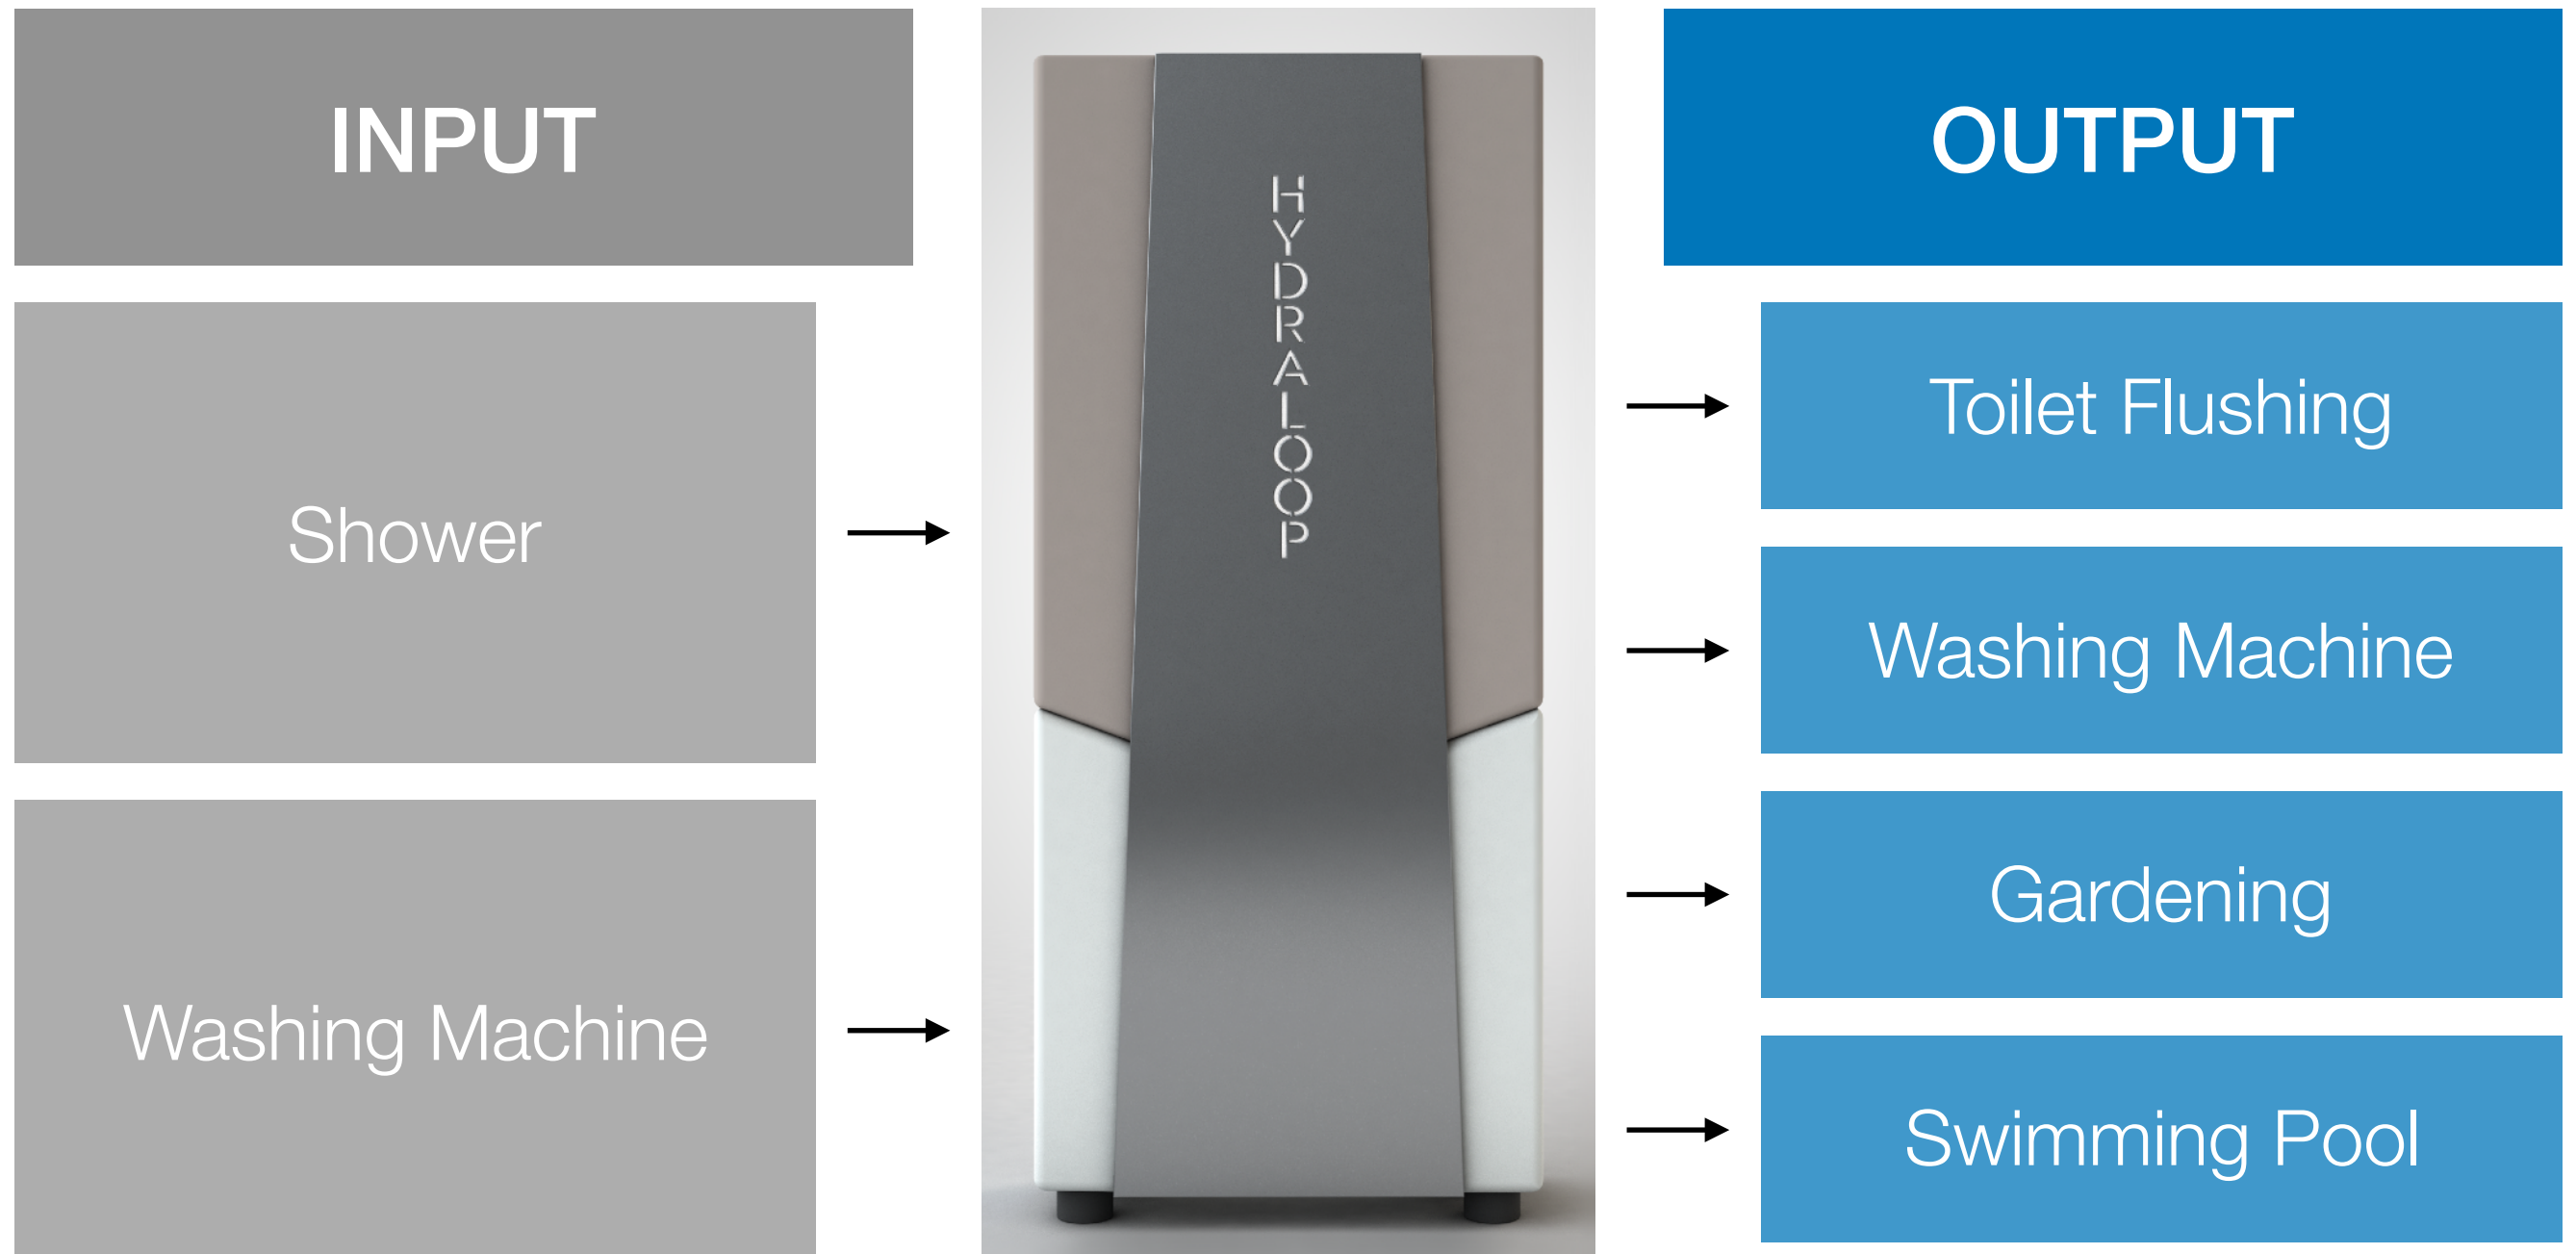 INPUT
Shower
Washing Machine
HYDRALOOP
OUTPUT
Toilet Flushing
Washing Machine
Gardening
Swimming Pool